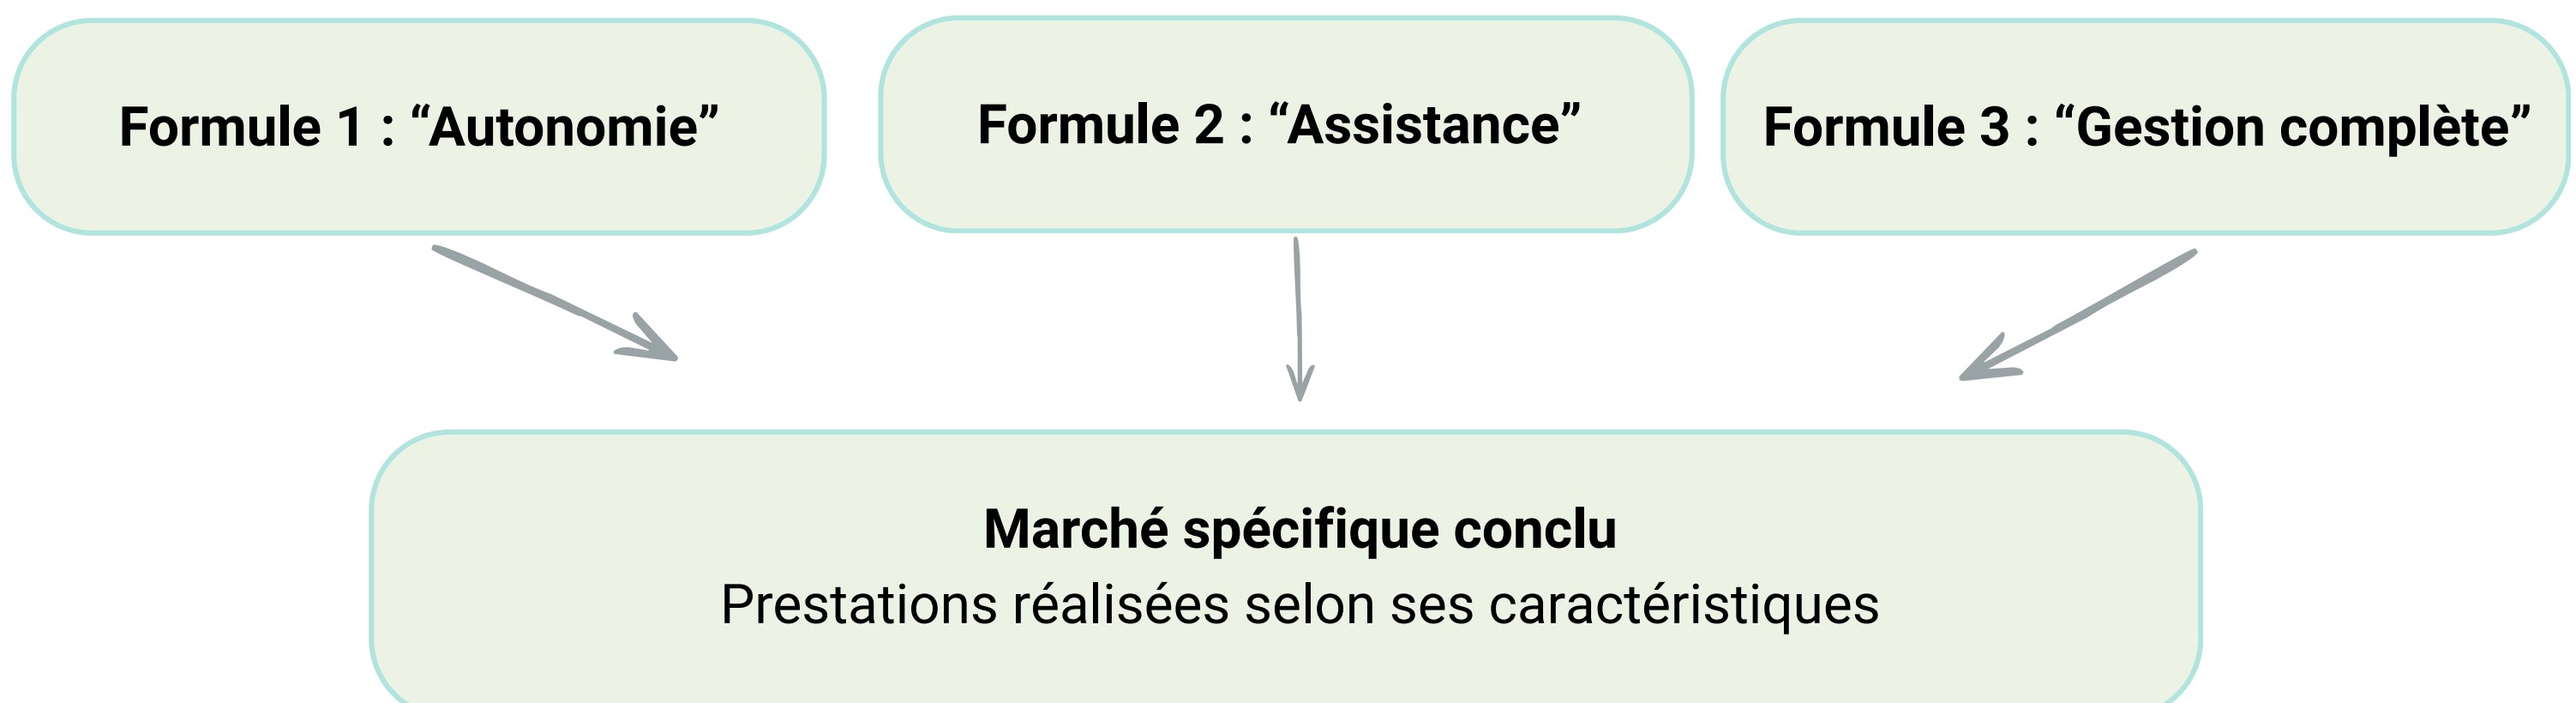 Formule 1 : “Autonomie”
Formule 2 : “Assistance”
Formule 3 : “Gestion complète”
Marché spécifique conclu
Prestations réalisées selon ses caractéristiques